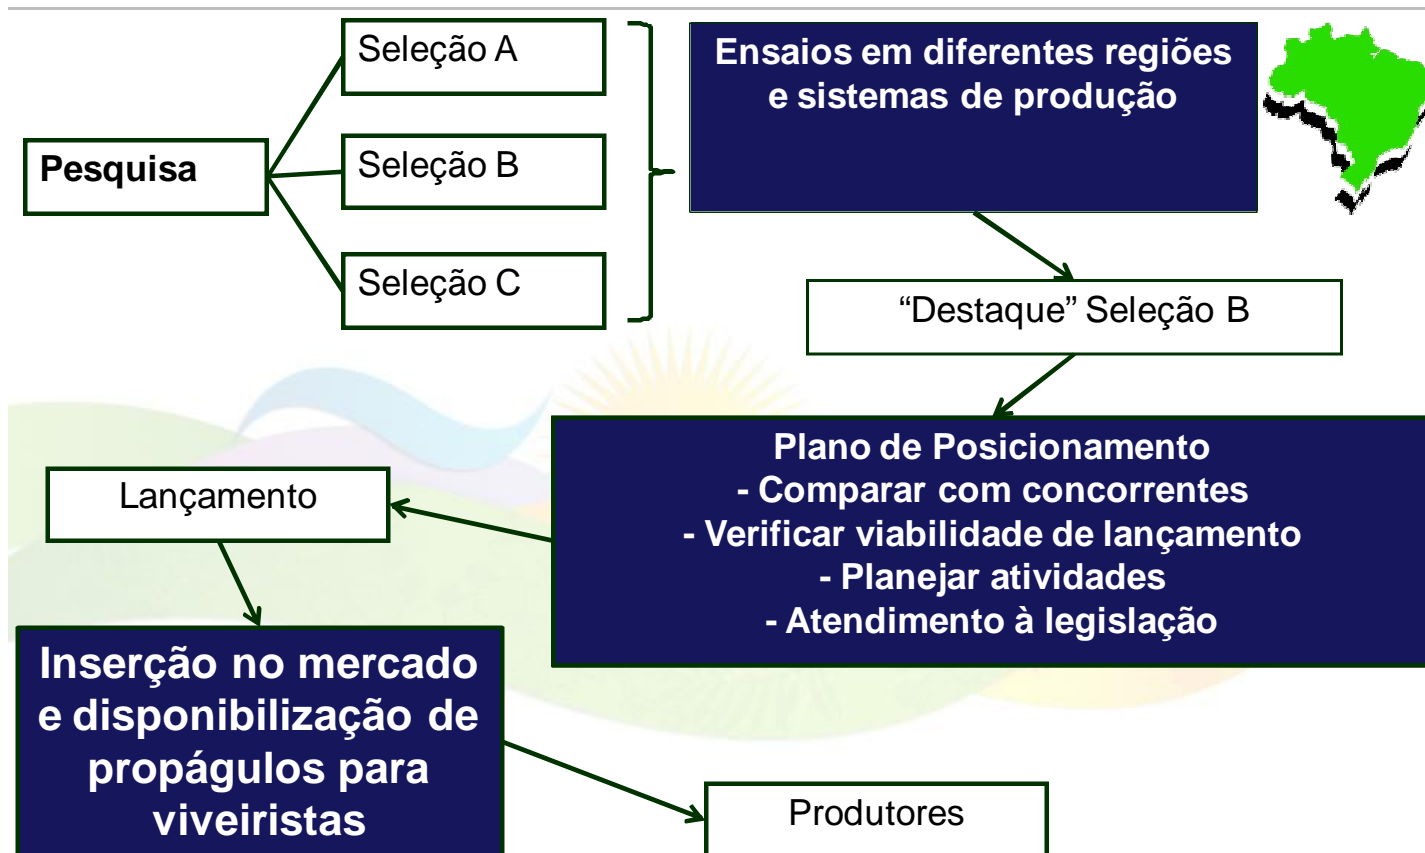 Pesquisa
Seleção A
Seleção B
Seleção C
Ensaios em diferentes regiões
e sistemas de produção
“Destaque” Seleção B
Plano de Posicionamento
- Comparar com concorrentes
- Verificar viabilidade de lançamento
- Planejar atividades
- Atendimento à legislação
Lançamento
Inserção no mercado
e disponibilização de
propágulos para
viveiristas
Produtores